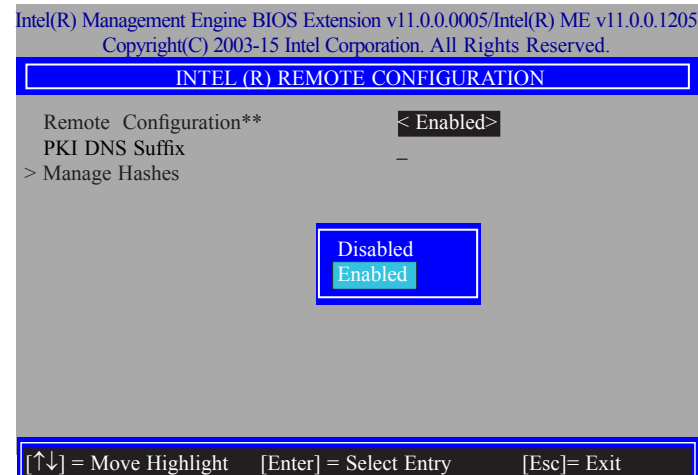 Intel(R) Management Engine BIOS Extension v11.0.0.0005/Intel(R) ME v11.0.0.1205
Copyright(C) 2003-15 Intel Corporation. All Rights Reserved.
INTEL (R) REMOTE CONFIGURATION
Remote Configuration** < Enabled>
PKI DNS Suffix _
> Manage Hashes
Disabled
Enabled
[↑↓] = Move Highlight [Enter] = Select Entry [Esc]= Exit